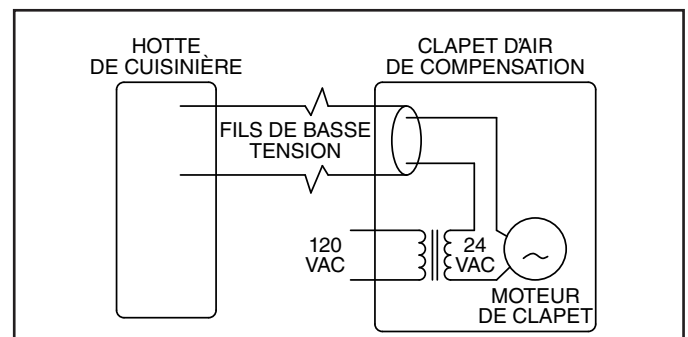 HOTTE
DE CUISINIÈRE
CLAPET D'AIR
DE COMPENSATION
FILS DE BASSE
TENSION
120
VAC
24
VAC
MOTEUR
DE CLAPET